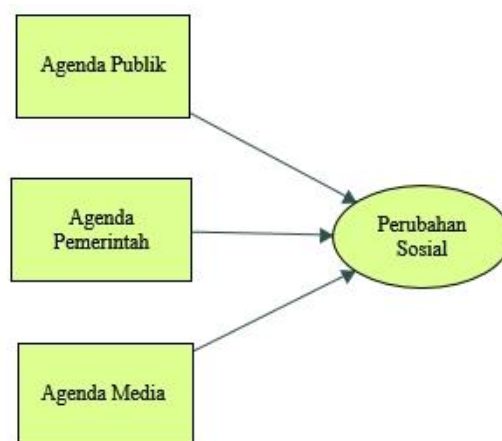 Agenda Publik
Agenda
Pemerintah
Perubahan
Sosial
Agenda Media